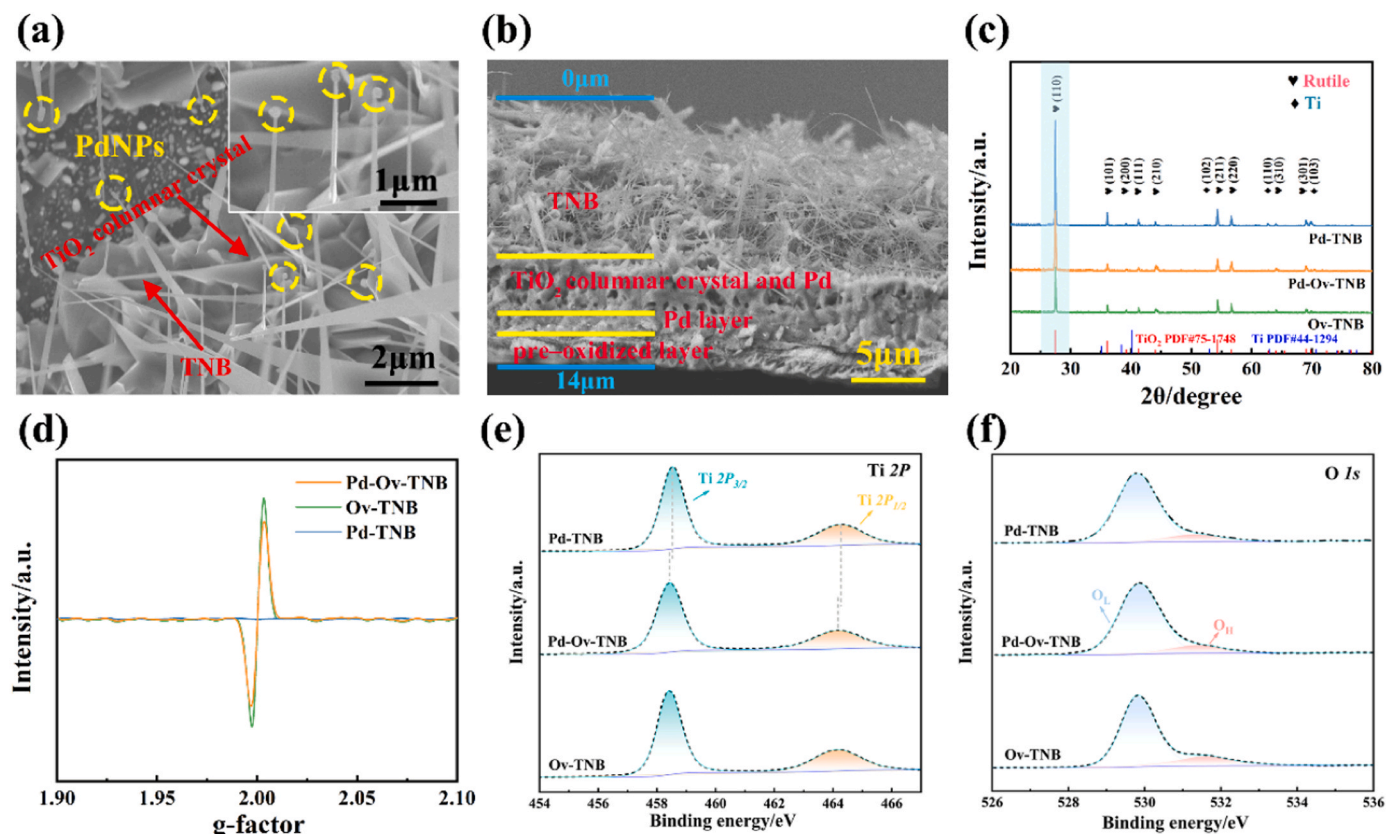 (a)
PdNPs
TiO2 columnar crystal
TNB
1μm
2μm
(b)
0μm
TNB
TiO2 columnar crystal and Pd
Pd layer
pre–oxidized layer
14μm
5μm
(c)
Intensity/a.u.
♥ Rutile
♦ Ti
♥ (110)
♥ (101)
♥ (200)
♥ (111)
♥ (210)
♦ (102)
♥ (211)
♥ (220)
♦ (110)
♥ (310)
♥ (301)
♦ (103)
Pd-TNB
Pd-Ov-TNB
Ov-TNB
TiO2 PDF#75-1748
Ti PDF#44-1294
20 30 40 50 60 70 80
2θ/degree
(d)
Intensity/a.u.
Pd-Ov-TNB
Ov-TNB
Pd-TNB
1.90 1.95 2.00 2.05 2.10
g-factor
(e)
Intensity/a.u.
Ti 2P
Ti 2P3/2
Ti 2P1/2
Pd-TNB
Pd-Ov-TNB
Ov-TNB
454 456 458 460 462 464 466
Binding energy/eV
(f)
Intensity/a.u.
O 1s
Pd-TNB
OL
OH
Pd-Ov-TNB
Ov-TNB
526 528 530 532 534 536
Binding energy/eV